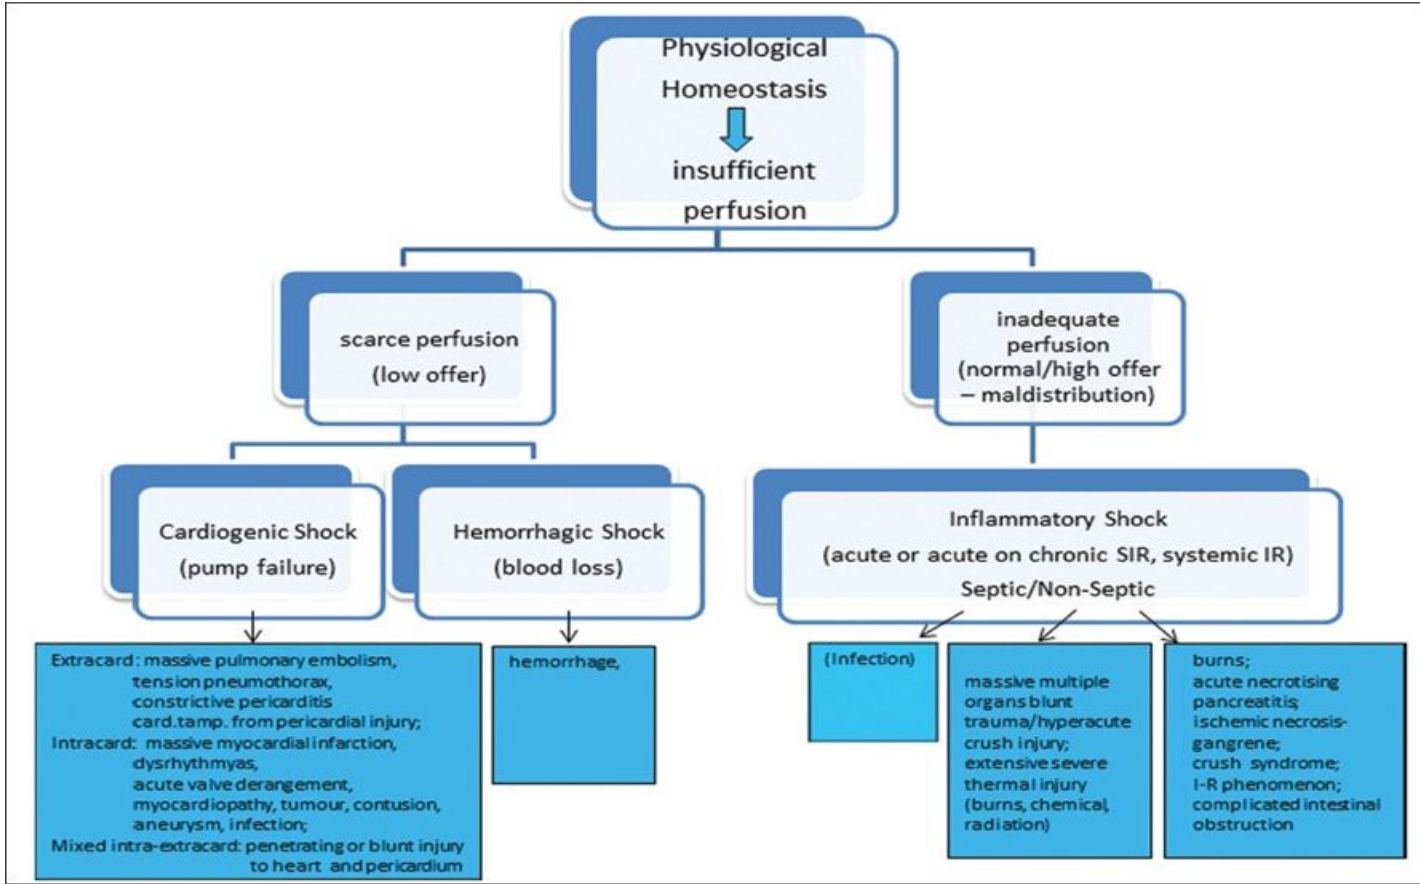 Physiological
Homeostasis
insufficient
perfusion
scarce perfusion
(low offer)
inadequate
perfusion
(normal/high offer
– maldistribution)
Cardiogenic Shock
(pump failure)
Hemorrhagic Shock
(blood loss)
Inflammatory Shock
(acute or acute on chronic SIR, systemic IR)
Septic/Non-Septic
Extracard: massive pulmonary embolism,
tension pneumothorax,
constrictive pericarditis
card.tamp. from pericardial injury;
Intracard: massive myocardial infarction,
dysrhythmyas,
acute valve derangement,
myocardiopathy, tumour, contusion,
aneurysm, infection;
Mixed intra-extracard: penetrating or blunt injury
to heart and pericardium
hemorrhage,
(Infection)
massive multiple
organs blunt
trauma/hyperacute
crush injury;
extensive severe
thermal injury
(burns, chemical,
radiation)
burns;
acute necrotising
pancreatitis;
ischemic necrosis-
gangrene;
crush syndrome;
I-R phenomenon;
complicated intestinal
obstruction